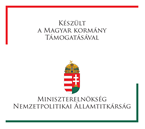 Készült
a Magyar kormány
Támogatásával
Miniszterelnökség
Nemzetpolitikai Államtitkárság